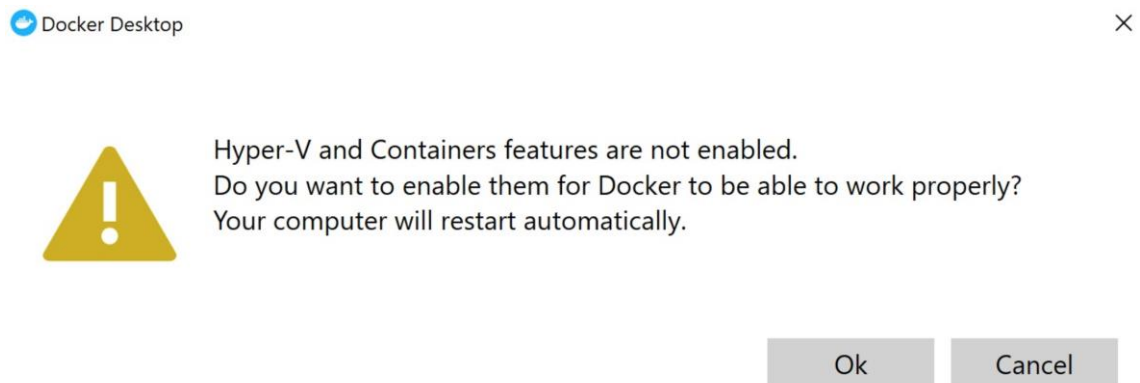 Docker Desktop
Hyper-V and Containers features are not enabled.
Do you want to enable them for Docker to be able to work properly?
Your computer will restart automatically.
Ok Cancel